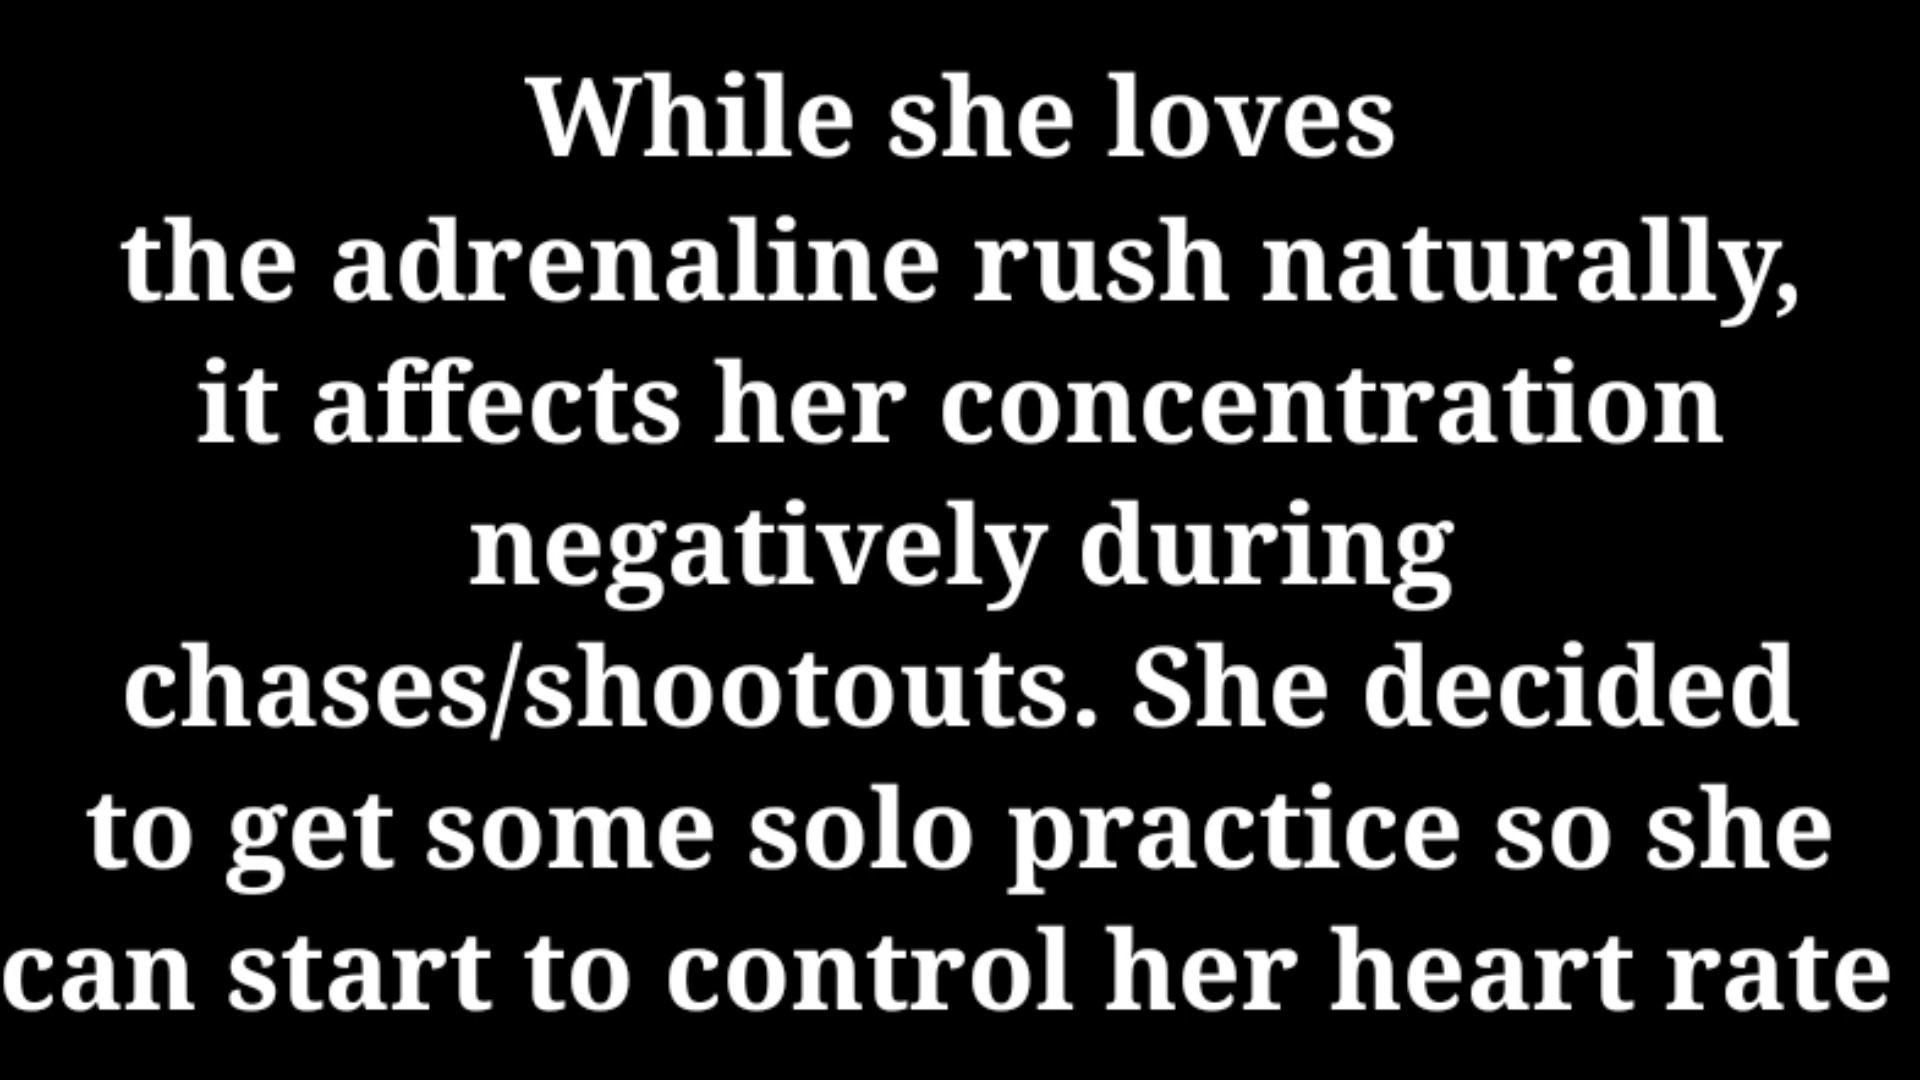 While she loves
the adrenaline rush naturally,
it affects her concentration
negatively during
chases/shootouts. She decided
to get some solo practice so she
can start to control her heart rate